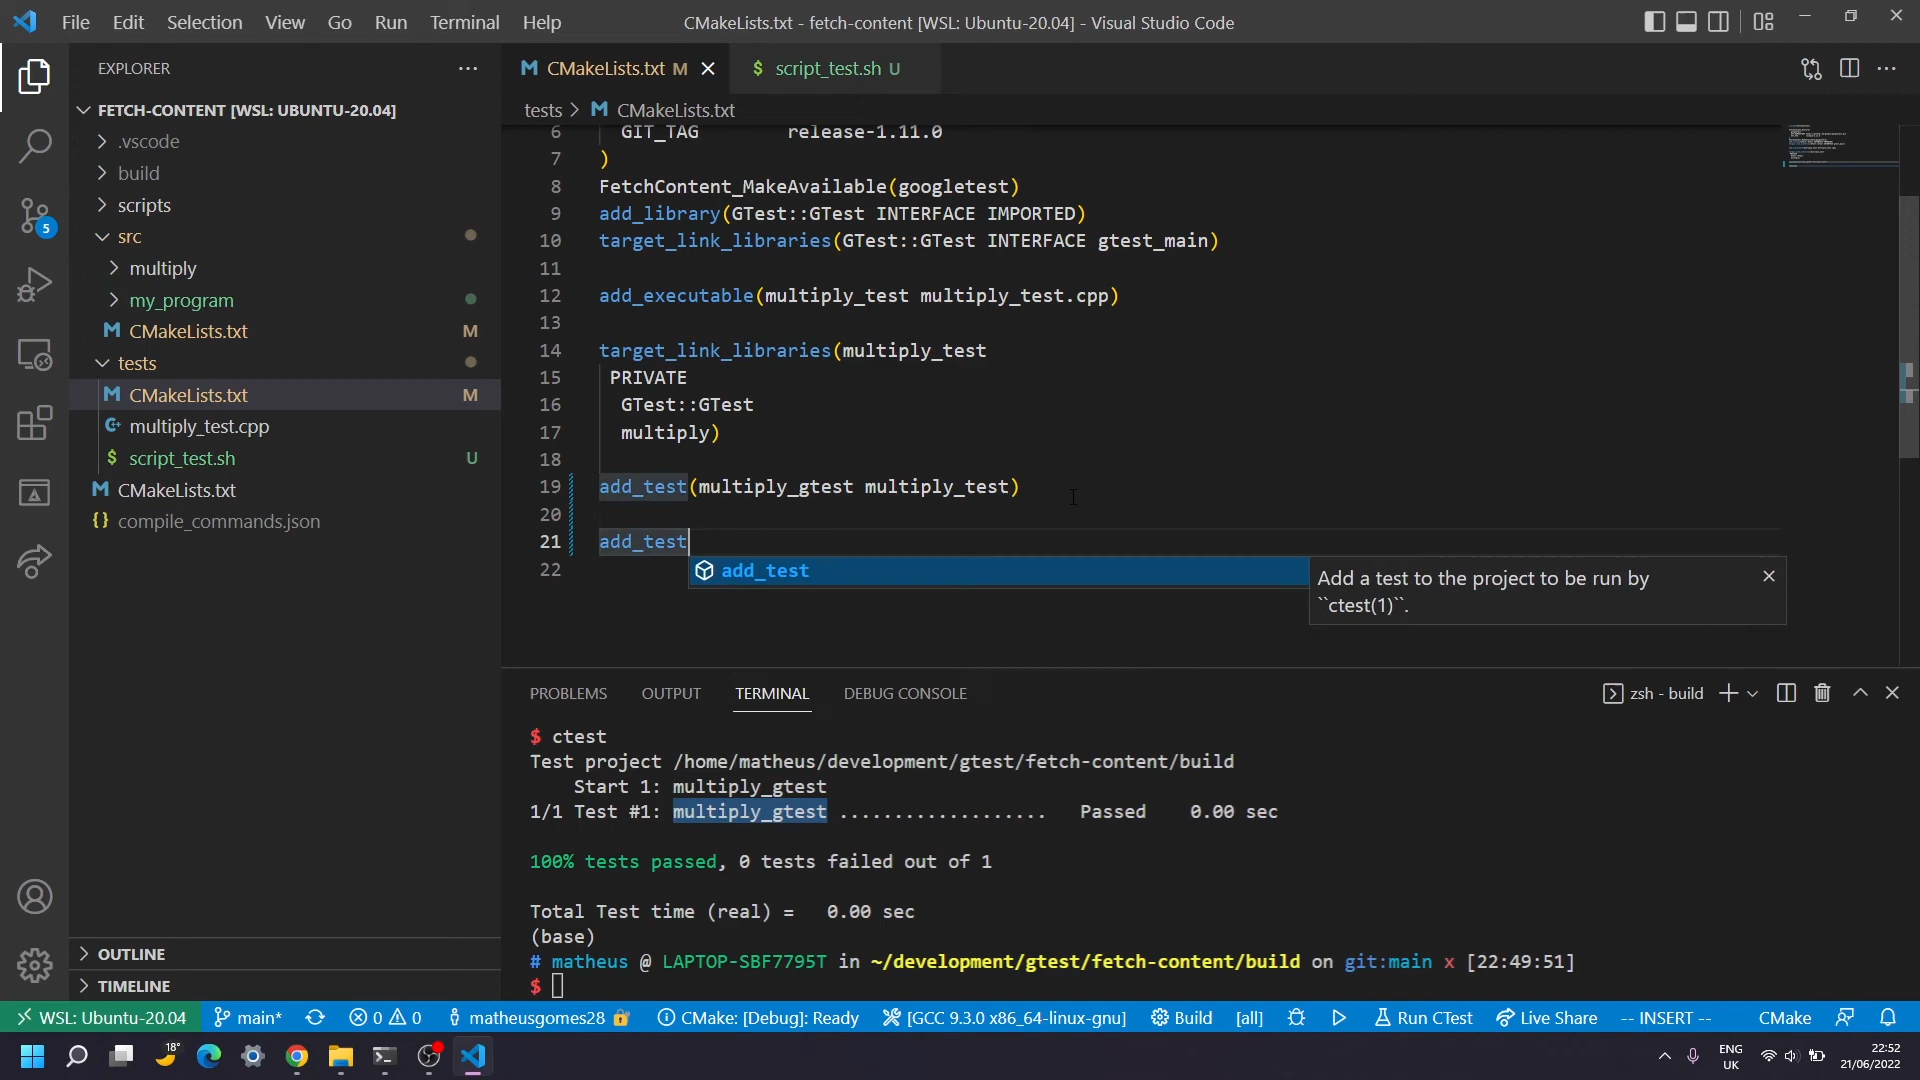 File Edit Selection View Go Run Terminal Help
CMakeLists.txt - fetch-content [WSL: Ubuntu-20.04] - Visual Studio Code
EXPLORER
FETCH-CONTENT [WSL: UBUNTU-20.04]
.vscode
build
scripts
src
multiply
my_program
CMakeLists.txt M
tests
CMakeLists.txt M
multiply_test.cpp
script_test.sh U
CMakeLists.txt
compile_commands.json
OUTLINE
TIMELINE
5
CMakeLists.txt M
script_test.sh U
tests > CMakeLists.txt
6 GIT_TAG release-1.11.0
7 )
8 FetchContent_MakeAvailable(googletest)
9 add_library(GTest::GTest INTERFACE IMPORTED)
10 target_link_libraries(GTest::GTest INTERFACE gtest_main)
11
12 add_executable(multiply_test multiply_test.cpp)
13
14 target_link_libraries(multiply_test
15 PRIVATE
16 GTest::GTest
17 multiply)
18
19 add_test(multiply_gtest multiply_test)
20
21 add_test
22
add_test
Add a test to the project to be run by
``ctest(1)``.
PROBLEMS OUTPUT TERMINAL DEBUG CONSOLE
zsh - build
$ ctest
Test project /home/matheus/development/gtest/fetch-content/build
Start 1: multiply_gtest
1/1 Test #1: multiply_gtest ................... Passed 0.00 sec
100% tests passed, 0 tests failed out of 1
Total Test time (real) = 0.00 sec
(base)
# matheus @ LAPTOP-SBF7795T in ~/development/gtest/fetch-content/build on git:main x [22:49:51]
$
WSL: Ubuntu-20.04 main* 0 0 matheusgomes28 CMake: [Debug]: Ready [GCC 9.3.0 x86_64-linux-gnu] Build [all] Run CTest Live Share -- INSERT -- CMake
18°
ENG
UK
22:52
21/06/2022